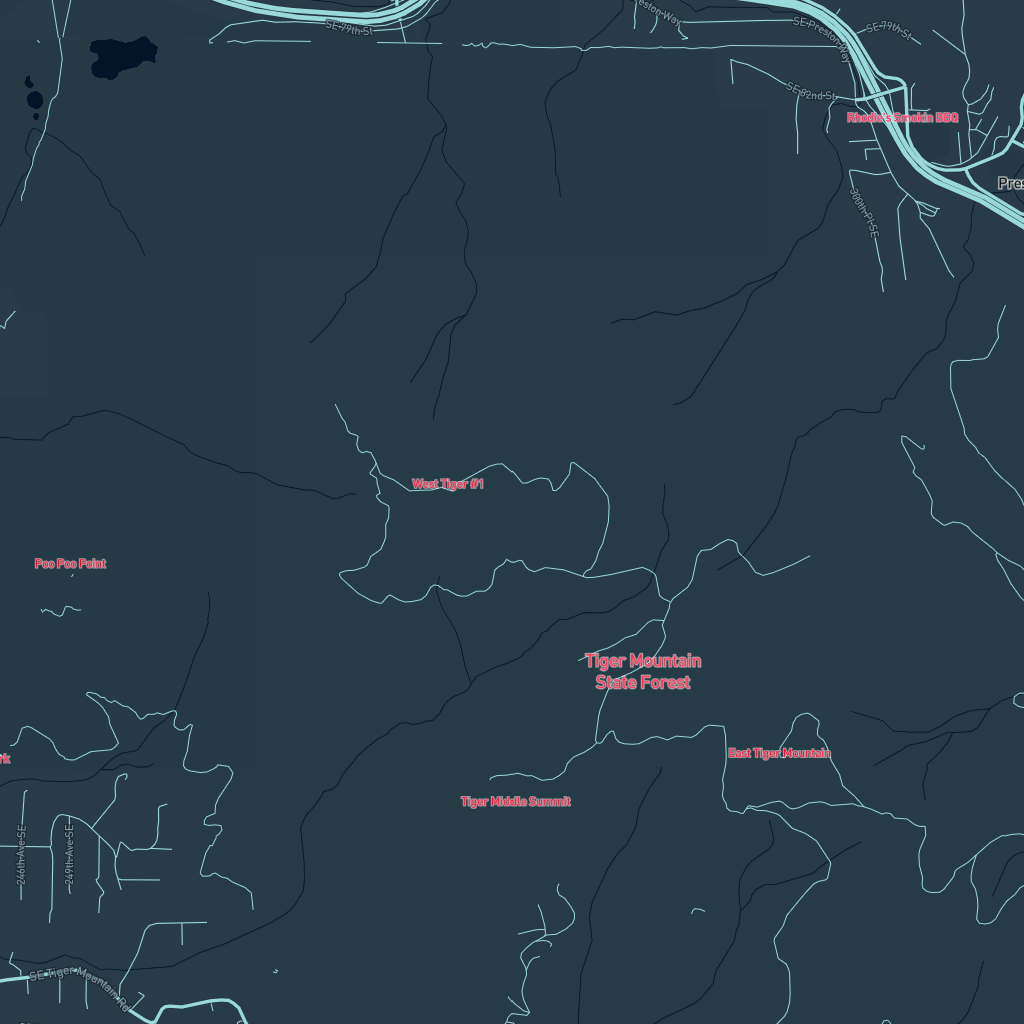 SE 79th St
eston Way
SE Preston Way
SE 79th St
SE 82nd St
Rhodie's Smokin BBQ
Pres
300th Pl SE
West Tiger #1
Poo Poo Point
Tiger Mountain
State Forest
rk
East Tiger Mountain
Tiger Middle Summit
246th Ave SE
249th Ave SE
SE Tiger Mountain Rd